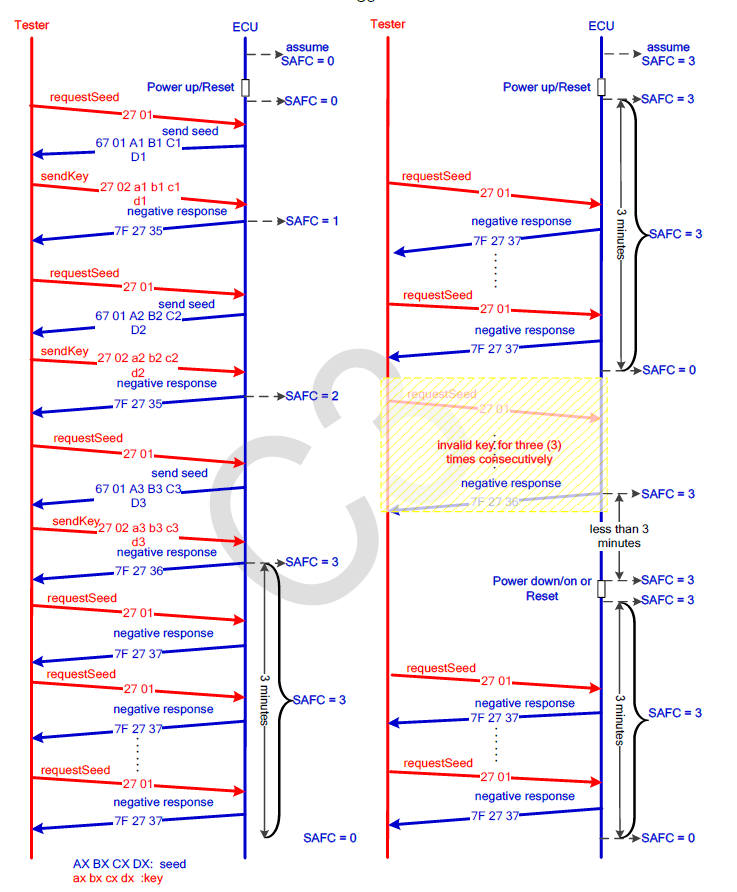 Tester
ECU
assume
SAFC = 0
Power up/Reset
SAFC = 0
requestSeed
27 01
send seed
67 01 A1 B1 C1
D1
sendKey
27 02 a1 b1 c1
d1
negative response
SAFC = 1
7F 27 35
requestSeed
27 01
send seed
67 01 A2 B2 C2
D2
sendKey
27 02 a2 b2 c2
d2
negative response
SAFC = 2
7F 27 35
requestSeed
27 01
send seed
67 01 A3 B3 C3
D3
sendKey
27 02 a3 b3 c3
d3
negative response
SAFC = 3
7F 27 36
requestSeed
27 01
negative response
7F 27 37
requestSeed
27 01
3 minutes
SAFC = 3
negative response
7F 27 37
requestSeed
27 01
negative response
7F 27 37
SAFC = 0
AX BX CX DX: seed
ax bx cx dx :key
Tester
ECU
assume
SAFC = 3
Power up/Reset
SAFC = 3
requestSeed
27 01
negative response
7F 27 37
3 minutes
SAFC = 3
requestSeed
27 01
negative response
7F 27 37
SAFC = 0
requestSeed
27 01
invalid key for three (3)
times consecutively
negative response
7F 27 36
SAFC = 3
less than 3
minutes
Power down/on or
Reset
SAFC = 3
SAFC = 3
requestSeed
27 01
negative response
7F 27 37
3 minutes
SAFC = 3
requestSeed
27 01
negative response
7F 27 37
SAFC = 0